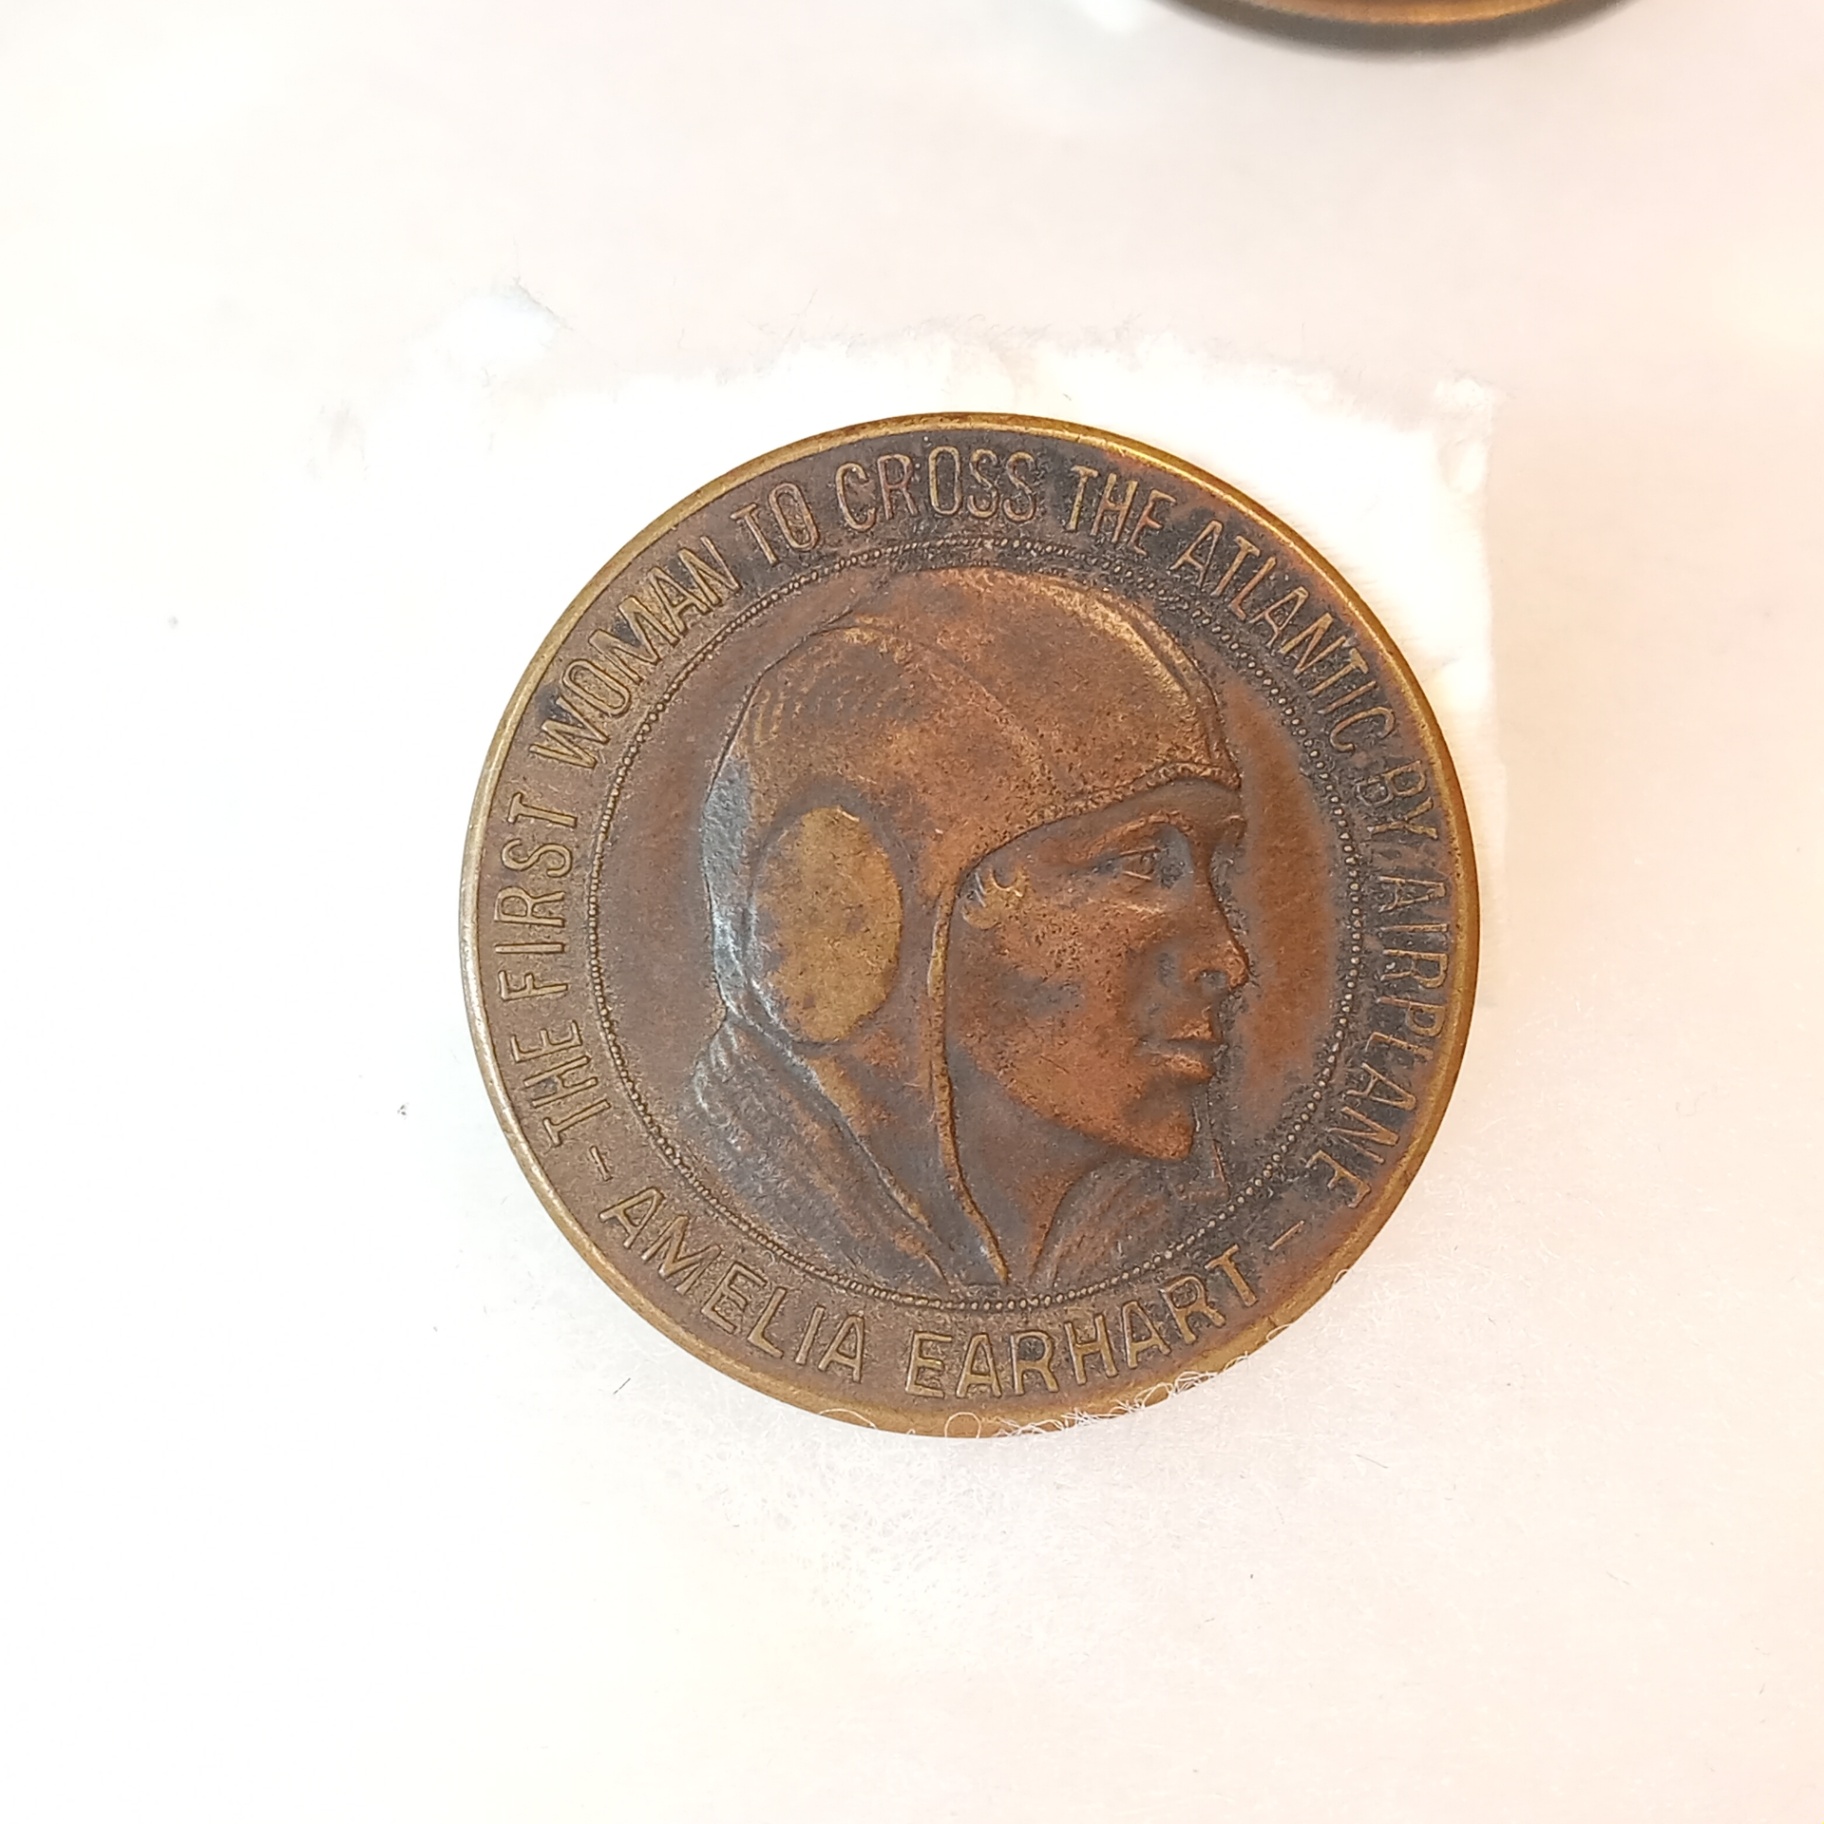 THE FIRST WOMAN TO CROSS THE ATLANTIC BY AIRPLANE
- AMELIA EARHART -